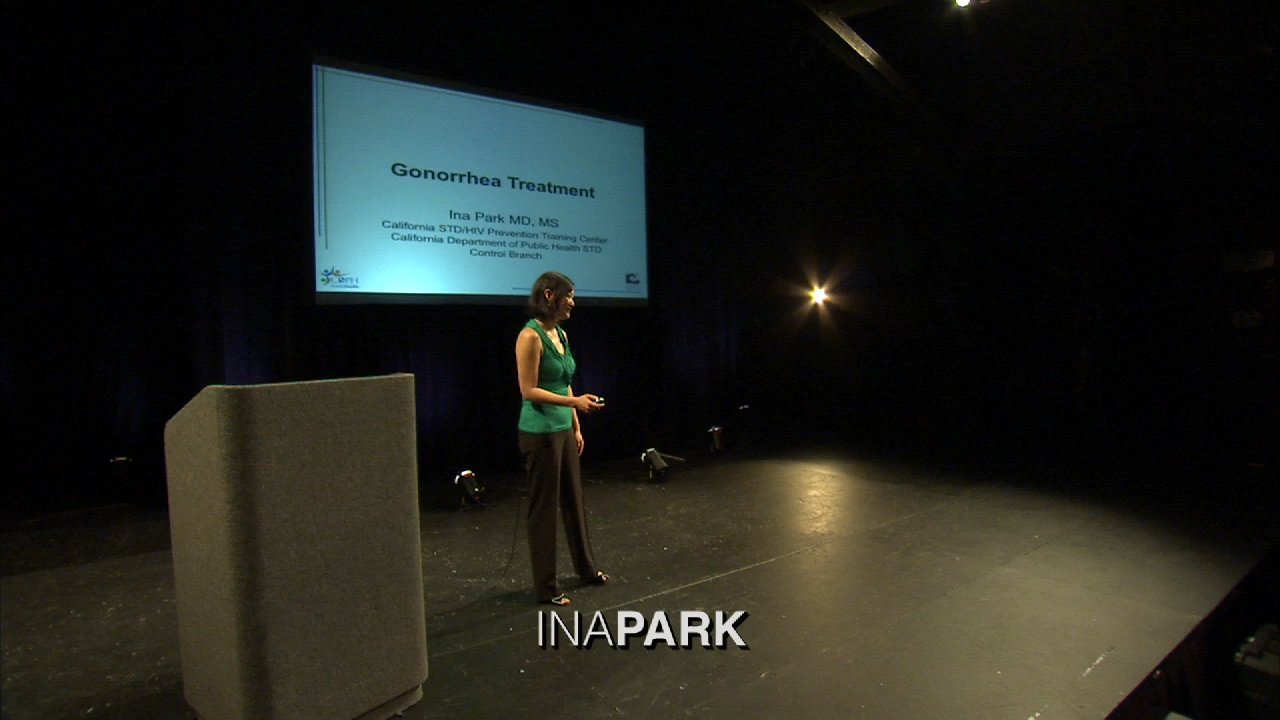 Gonorrhea Treatment
Ina Park MD, MS
California STD/HIV Prevention Training Center
California Department of Public Health STD
Control Branch
INAPARK